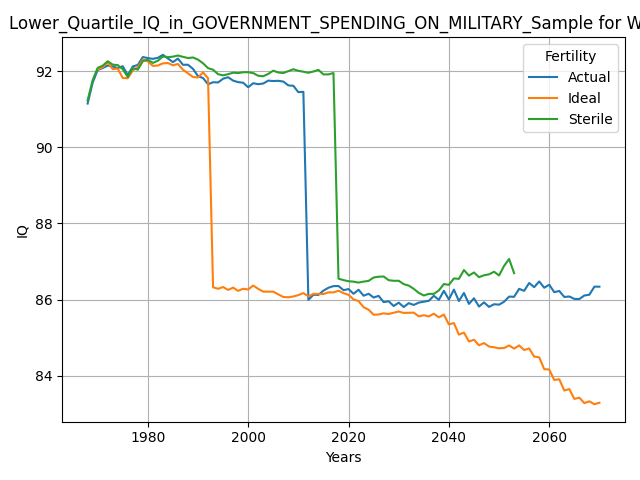 Lower_Quartile_IQ_in_GOVERNMENT_SPENDING_ON_MILITARY_Sample for W
Fertility
Actual
Ideal
Sterile
IQ
92
90
88
86
84
1980
2000
2020
2040
2060
Years